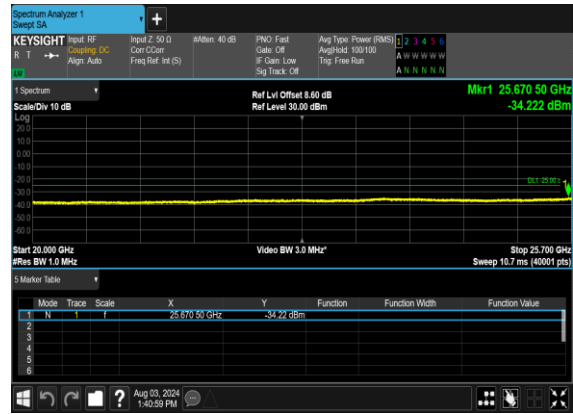 Spectrum Analyzer 1
Swept SA
+
KEYSIGHT Input: RF Input Z: 50 Ω #Atten: 40 dB PNO: Fast Avg Type: Power (RMS) 1 2 3 4 5 6
R T Coupling: DC Corr CCorr Gate: Off Avg|Hold: 100/100 A W W W W W
Align: Auto Freq Ref: Int (S) IF Gain: Low Trig: Free Run
LW Sig Track: Off A N N N N N
1 Spectrum Ref Lvl Offset 8.60 dB Mkr1 25.670 50 GHz
Scale/Div 10 dB Ref Level 30.00 dBm -34.222 dBm
Log
20.0
10.0
0.00
-10.0
-20.0
DL1 -25.00
-30.0
-40.0
-50.0
-60.0
Start 20.000 GHz Video BW 3.0 MHz* Stop 25.700 GHz
#Res BW 1.0 MHz Sweep 10.7 ms (40001 pts)
5 Marker Table
Mode Trace Scale X Y Function Function Width Function Value
1 N 1 f 25.670 50 GHz -34.22 dBm
2
3
4
5
6
? Aug 03, 2024
1:40:59 PM